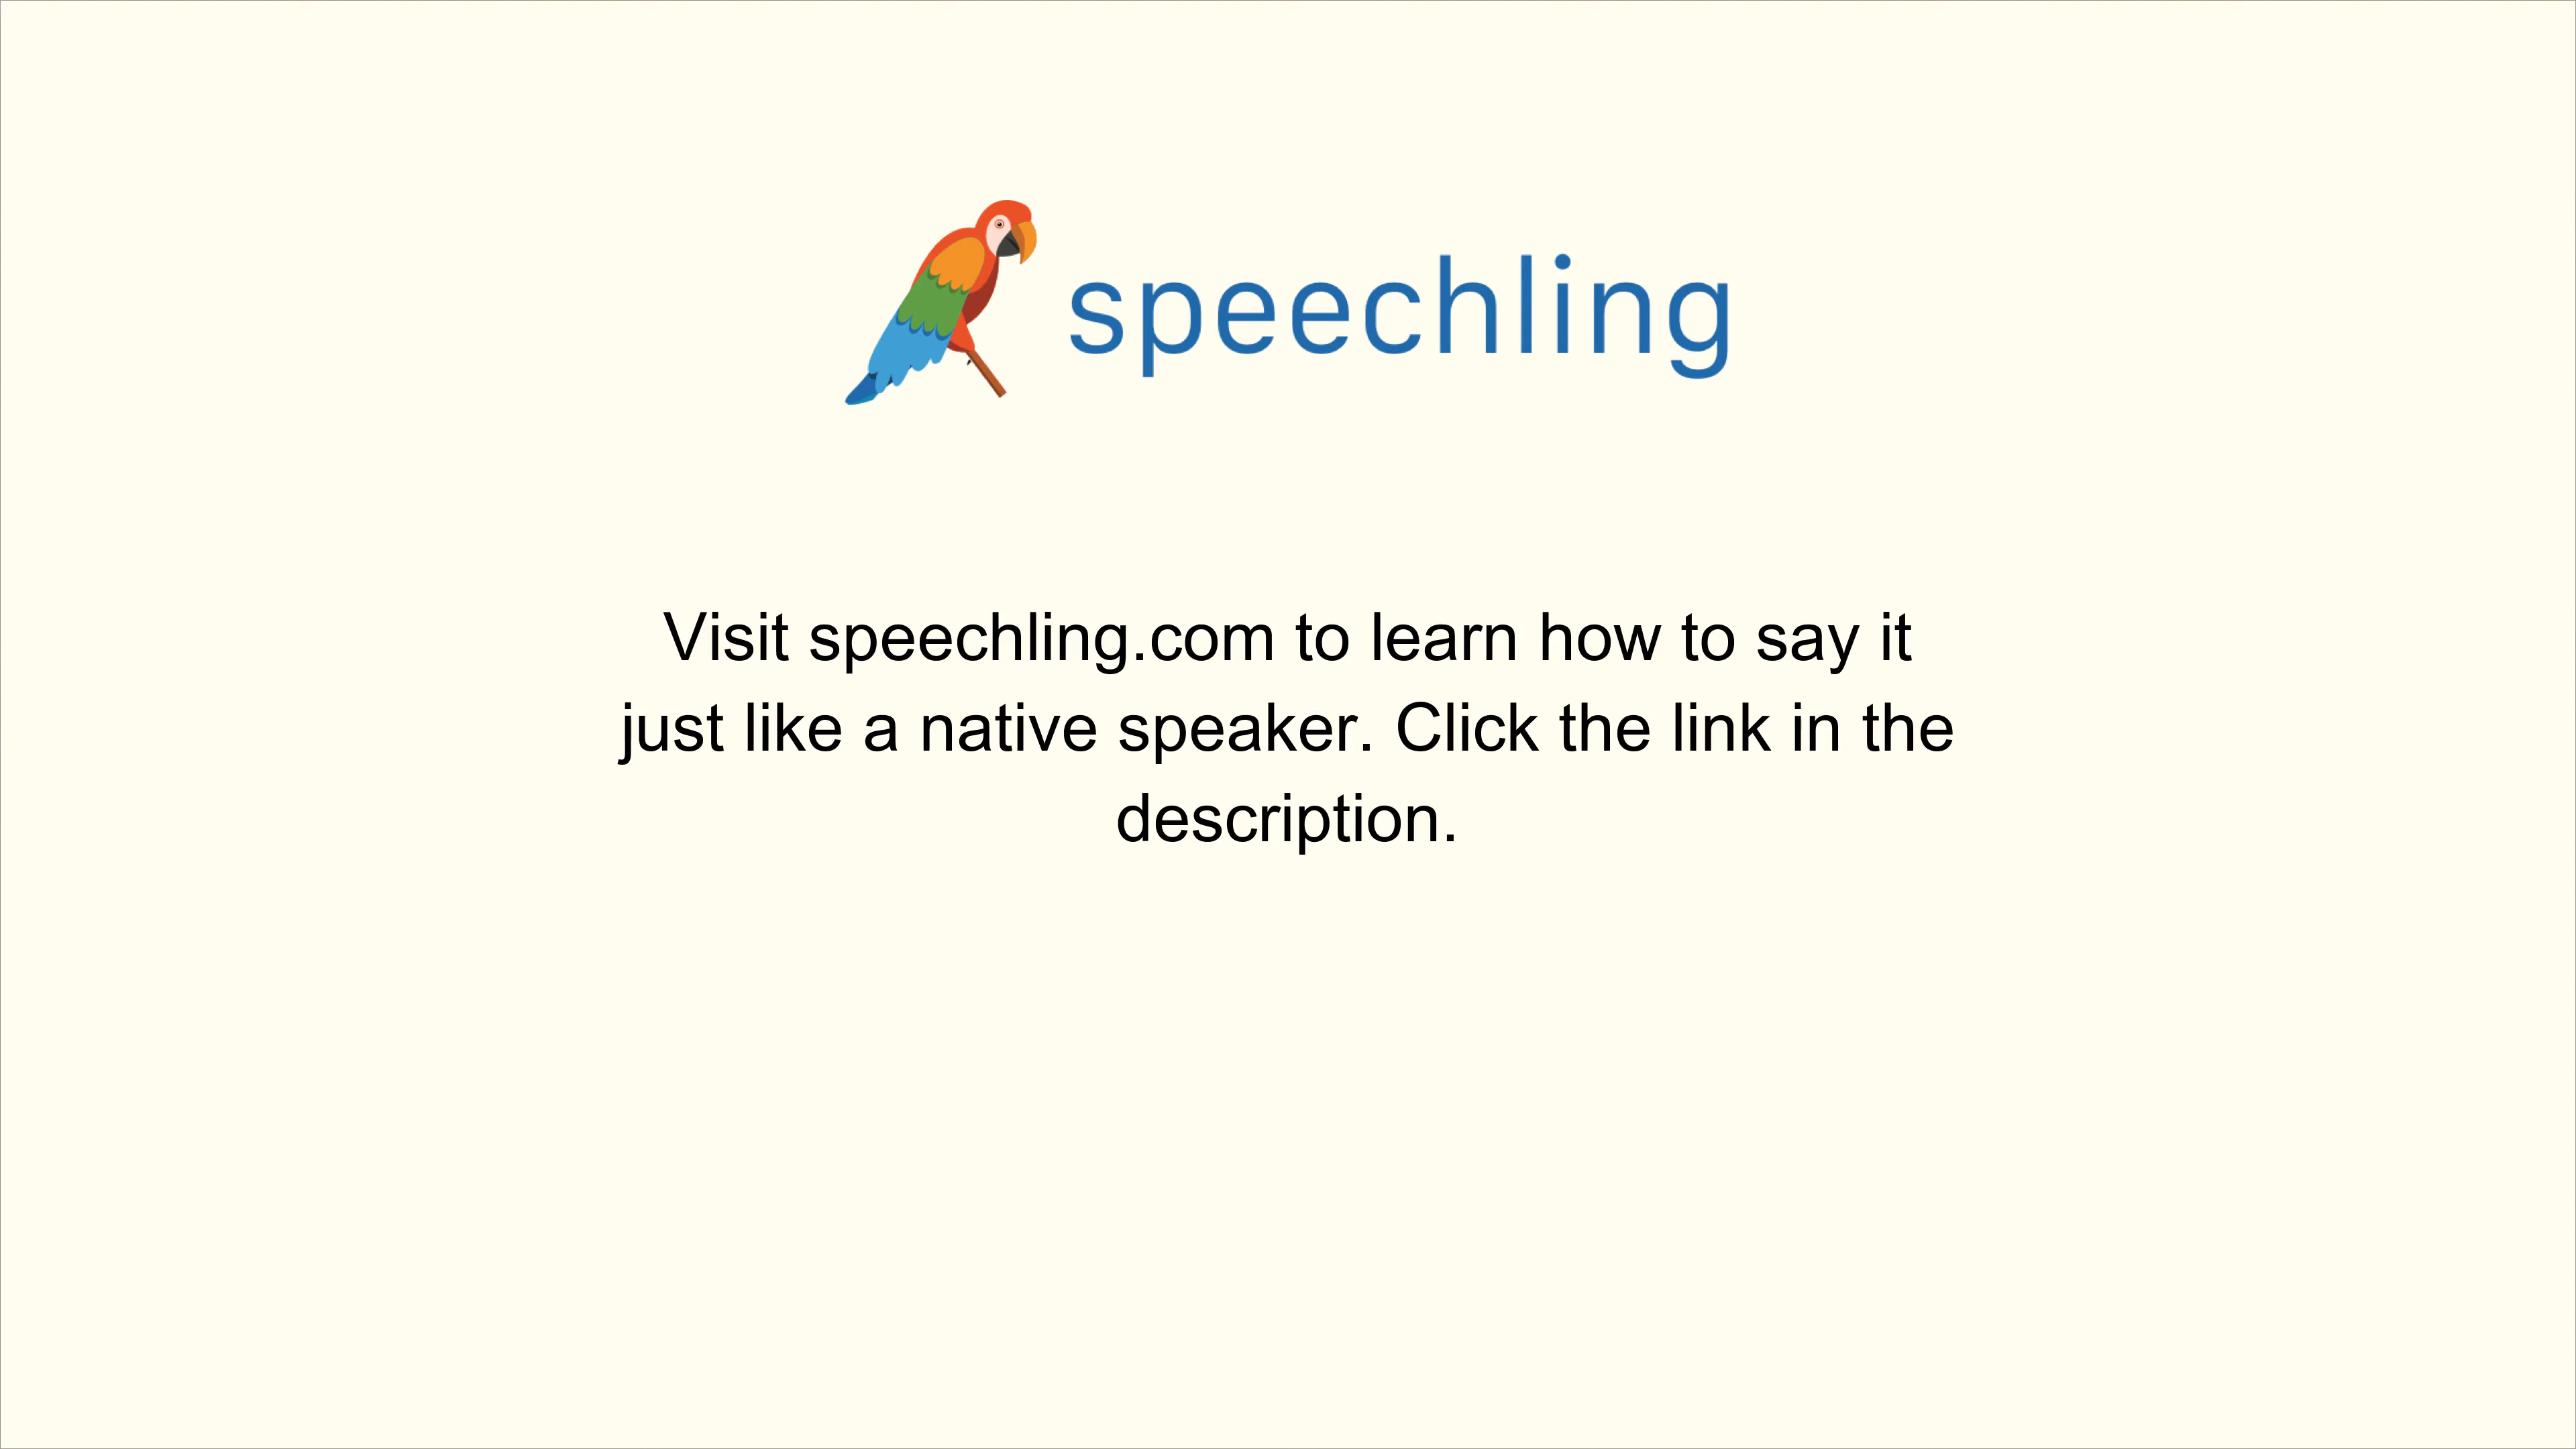 speechling
Visit speechling.com to learn how to say it
just like a native speaker. Click the link in the
description.